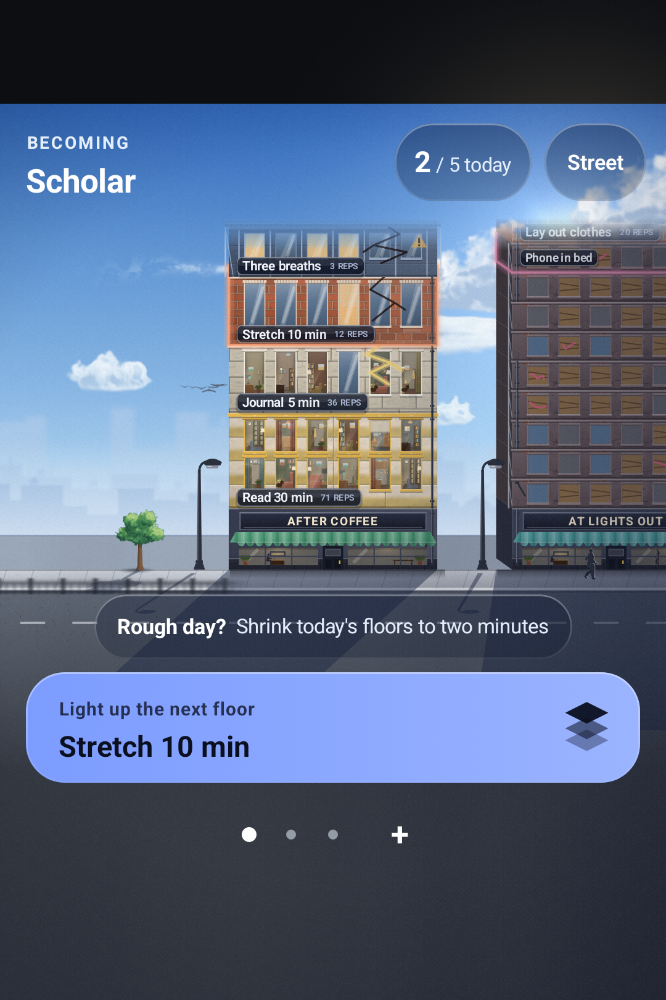 BECOMING
Scholar
2 / 5 today
Street
Lay out clothes 20 REPS
Phone in bed
Three breaths 3 REPS
Stretch 10 min 12 REPS
Journal 5 min 36 REPS
Read 30 min 71 REPS
AFTER COFFEE
AT LIGHTS OUT
Rough day? Shrink today's floors to two minutes
Light up the next floor
Stretch 10 min
+